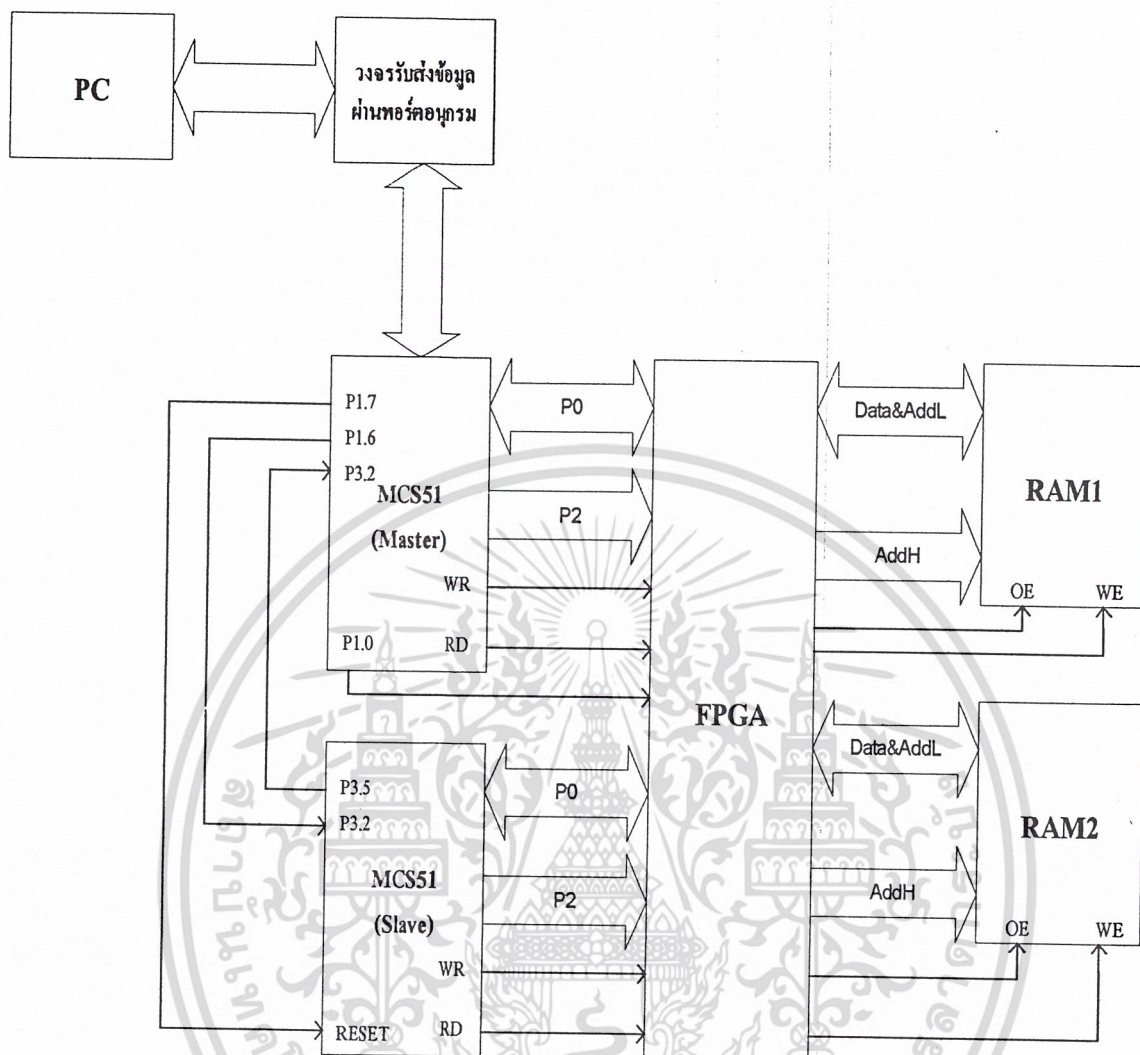 PC
วงจรรับส่งข้อมูล
ผ่านทอร์ตอนุกรม
P1.7
P1.6
P3.2
MCS51
(Master)
WR
RD
P1.0
P0
P2
FPGA
Data&AddL
AddH
RAM1
OE
WE
P3.5
P3.2
MCS51
(Slave)
WR
RD
RESET
P0
P2
Data&AddL
AddH
RAM2
OE
WE